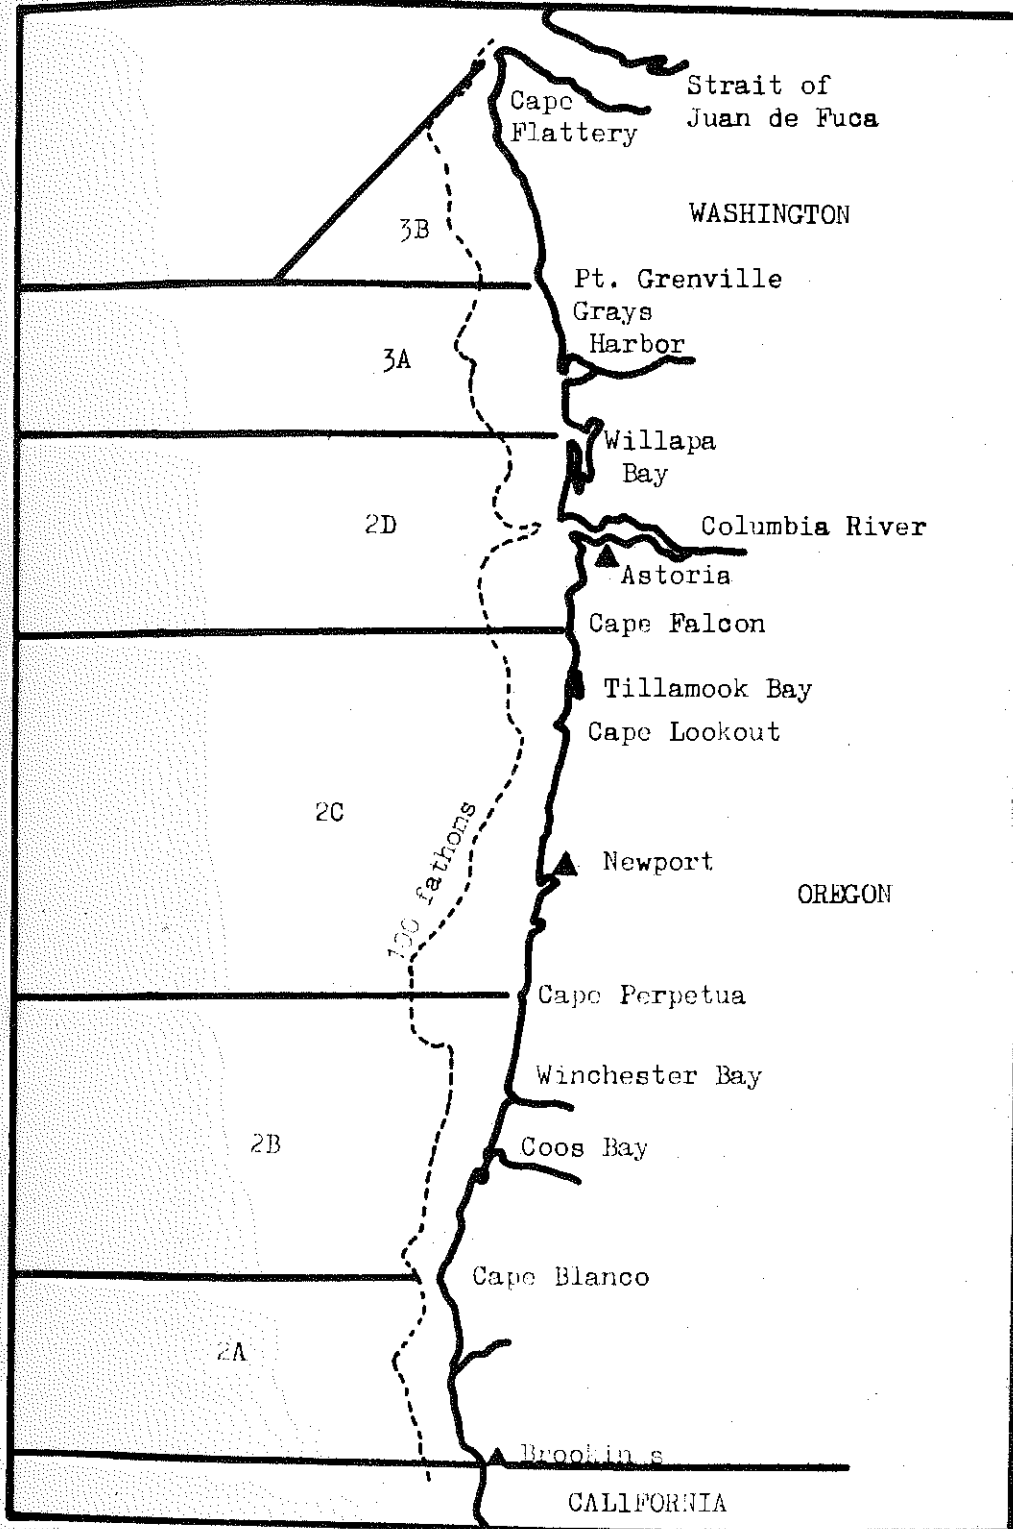 Strait of
Juan de Fuca
Cape
Flattery
WASHINGTON
3B
Pt. Grenville
Grays
Harbor
3A
Willapa
Bay
2D
Columbia River
Astoria
Cape Falcon
Tillamook Bay
Cape Lookout
2C
100 fathons
Newport
OREGON
Cape Perpetua
Winchester Bay
2B
Coos Bay
Cape Blanco
2A
Brookin s
CALIFORNIA